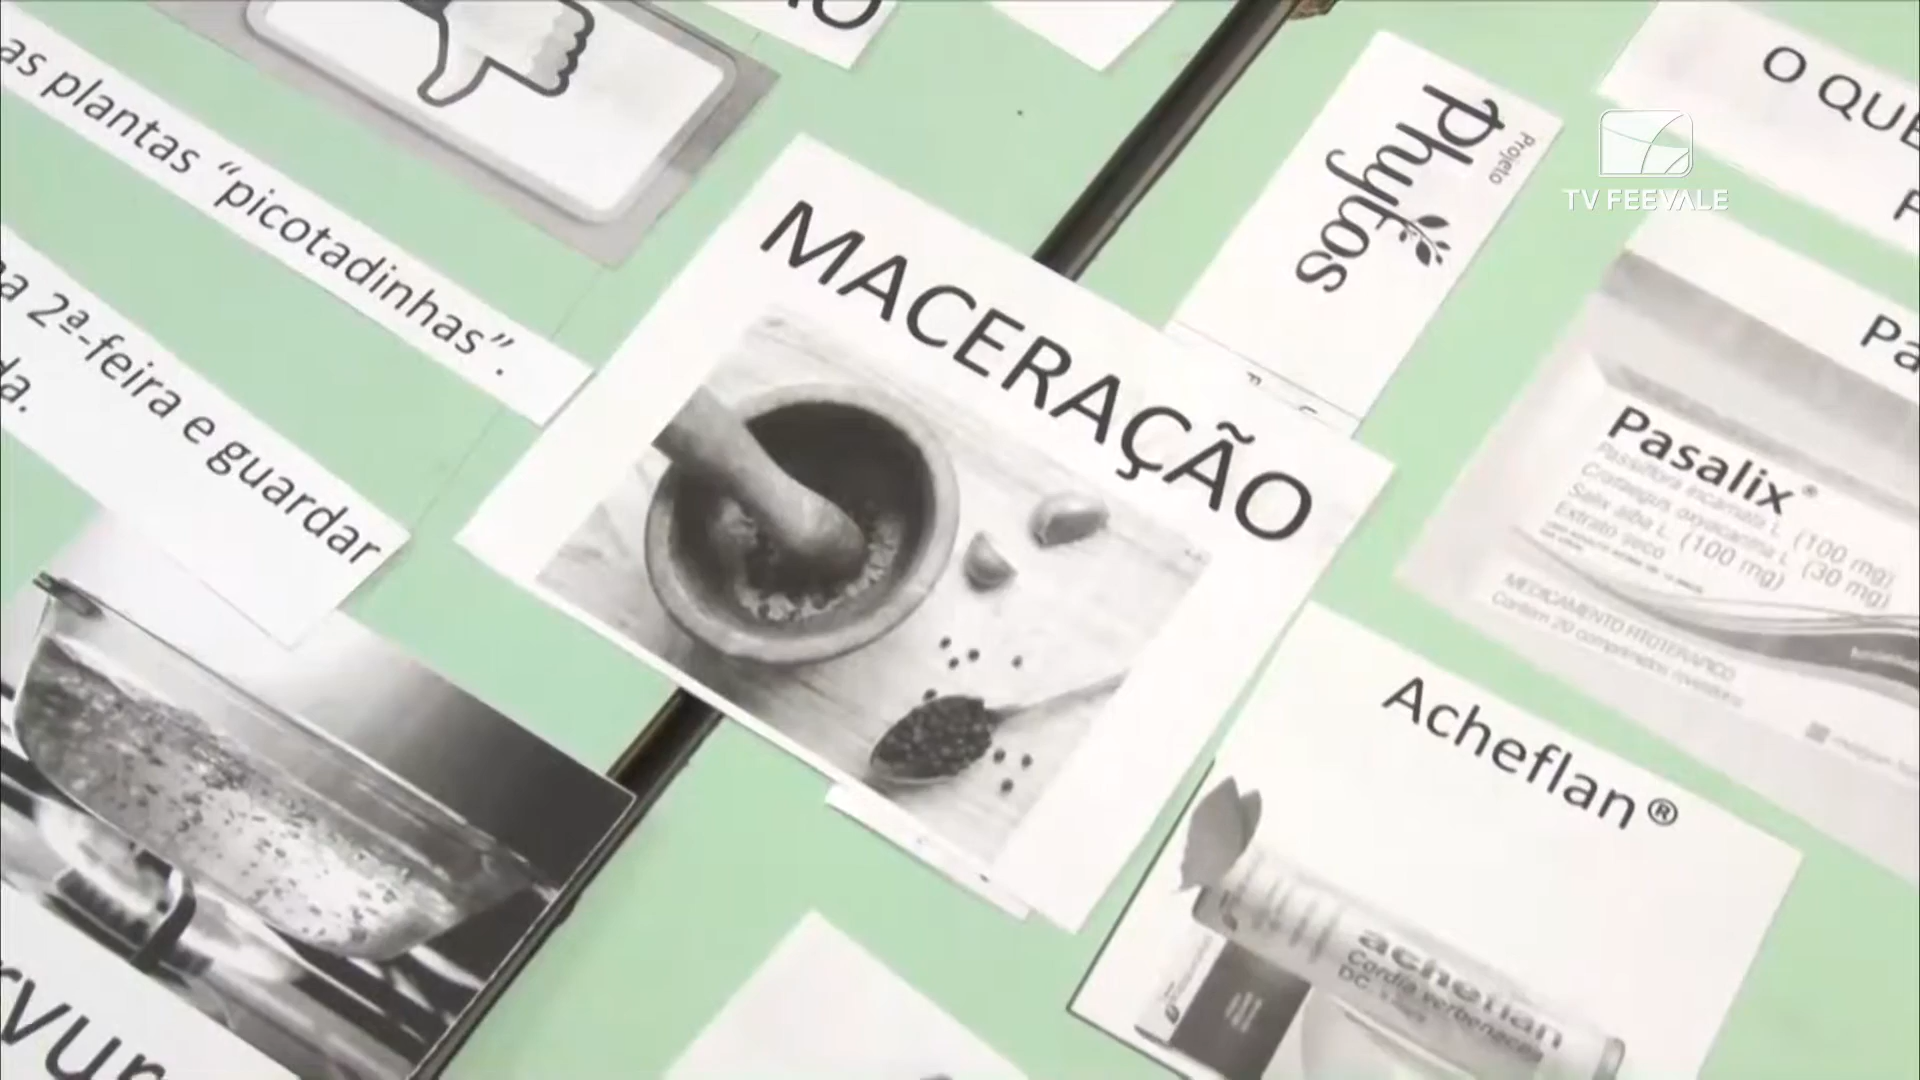 as plantas “picotadinhas”.
a 2ª-feira e guardar
da.
MACERAÇÃO
Projeto
Phytos
O QUE
TV FEEVALE
Pa
Pasalix®
Passiflora incarnata L. (100 mg)
Crataegus oxyacantha L. (30 mg)
Salix alba L. (100 mg)
Extrato seco
MEDICAMENTO FITOTERÁPICO
Contém 20 comprimidos revestidos
Acheflan®
acheflan
Cordia verbenacea
DC.
rvur